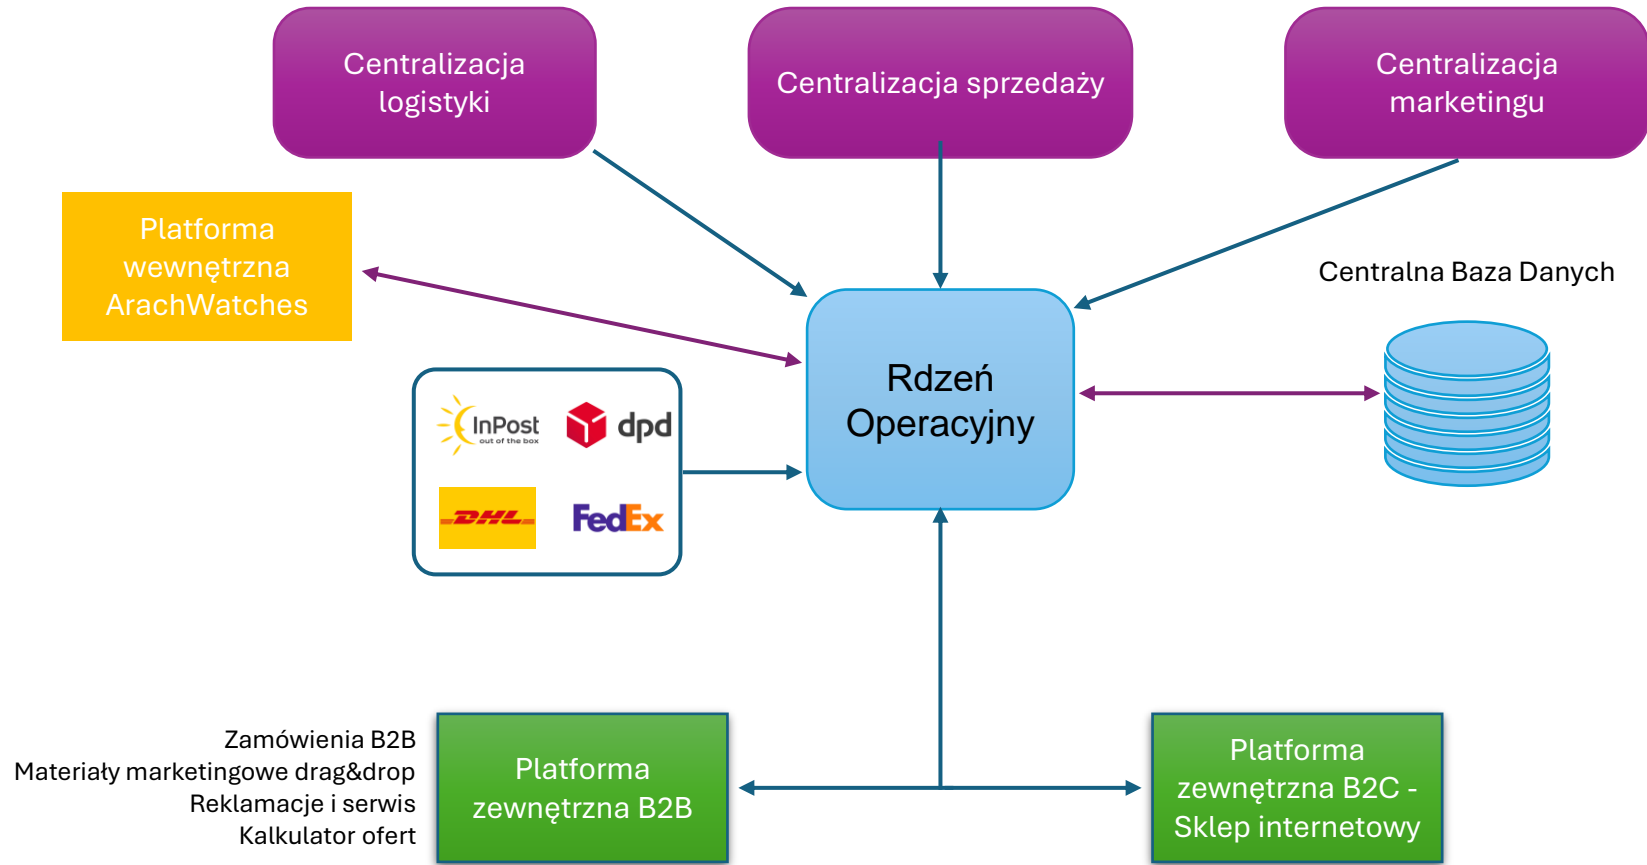 Centralizacja
logistyki
Centralizacja sprzedaży
Centralizacja
marketingu
Platforma
wewnętrzna
ArachWatches
Centralna Baza Danych
Rdzeń
Operacyjny
InPost
out of the box
dpd
DHL
FedEx
Zamówienia B2B
Materiały marketingowe drag&drop
Reklamacje i serwis
Kalkulator ofert
Platforma
zewnętrzna B2B
Platforma
zewnętrzna B2C -
Sklep internetowy